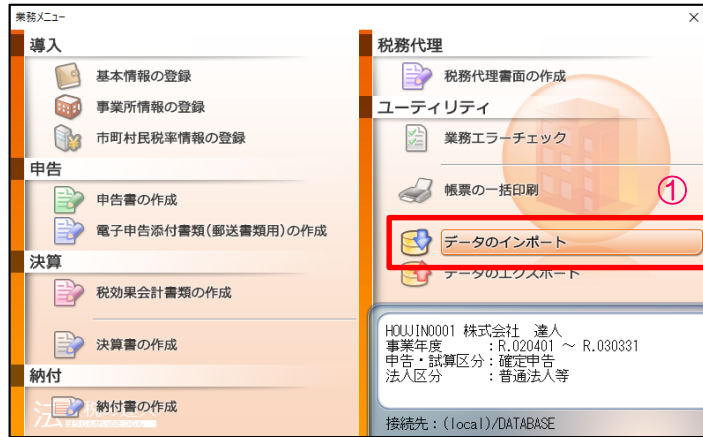 業務メニュー
導入
基本情報の登録
事業所情報の登録
市町村民税率情報の登録
申告
申告書の作成
電子申告添付書類(郵送書類用)の作成
決算
税効果会計書類の作成
決算書の作成
納付
納付書の作成
税務代理
税務代理書面の作成
ユーティリティ
業務エラーチェック
帳票の一括印刷
①
データのインポート
データのエクスポート
HOUJIN0001 株式会社 達人
事業年度 :R.020401 ~ R.030331
申告・試算区分:確定申告
法人区分 :普通法人等
接続先:(local)/DATABASE